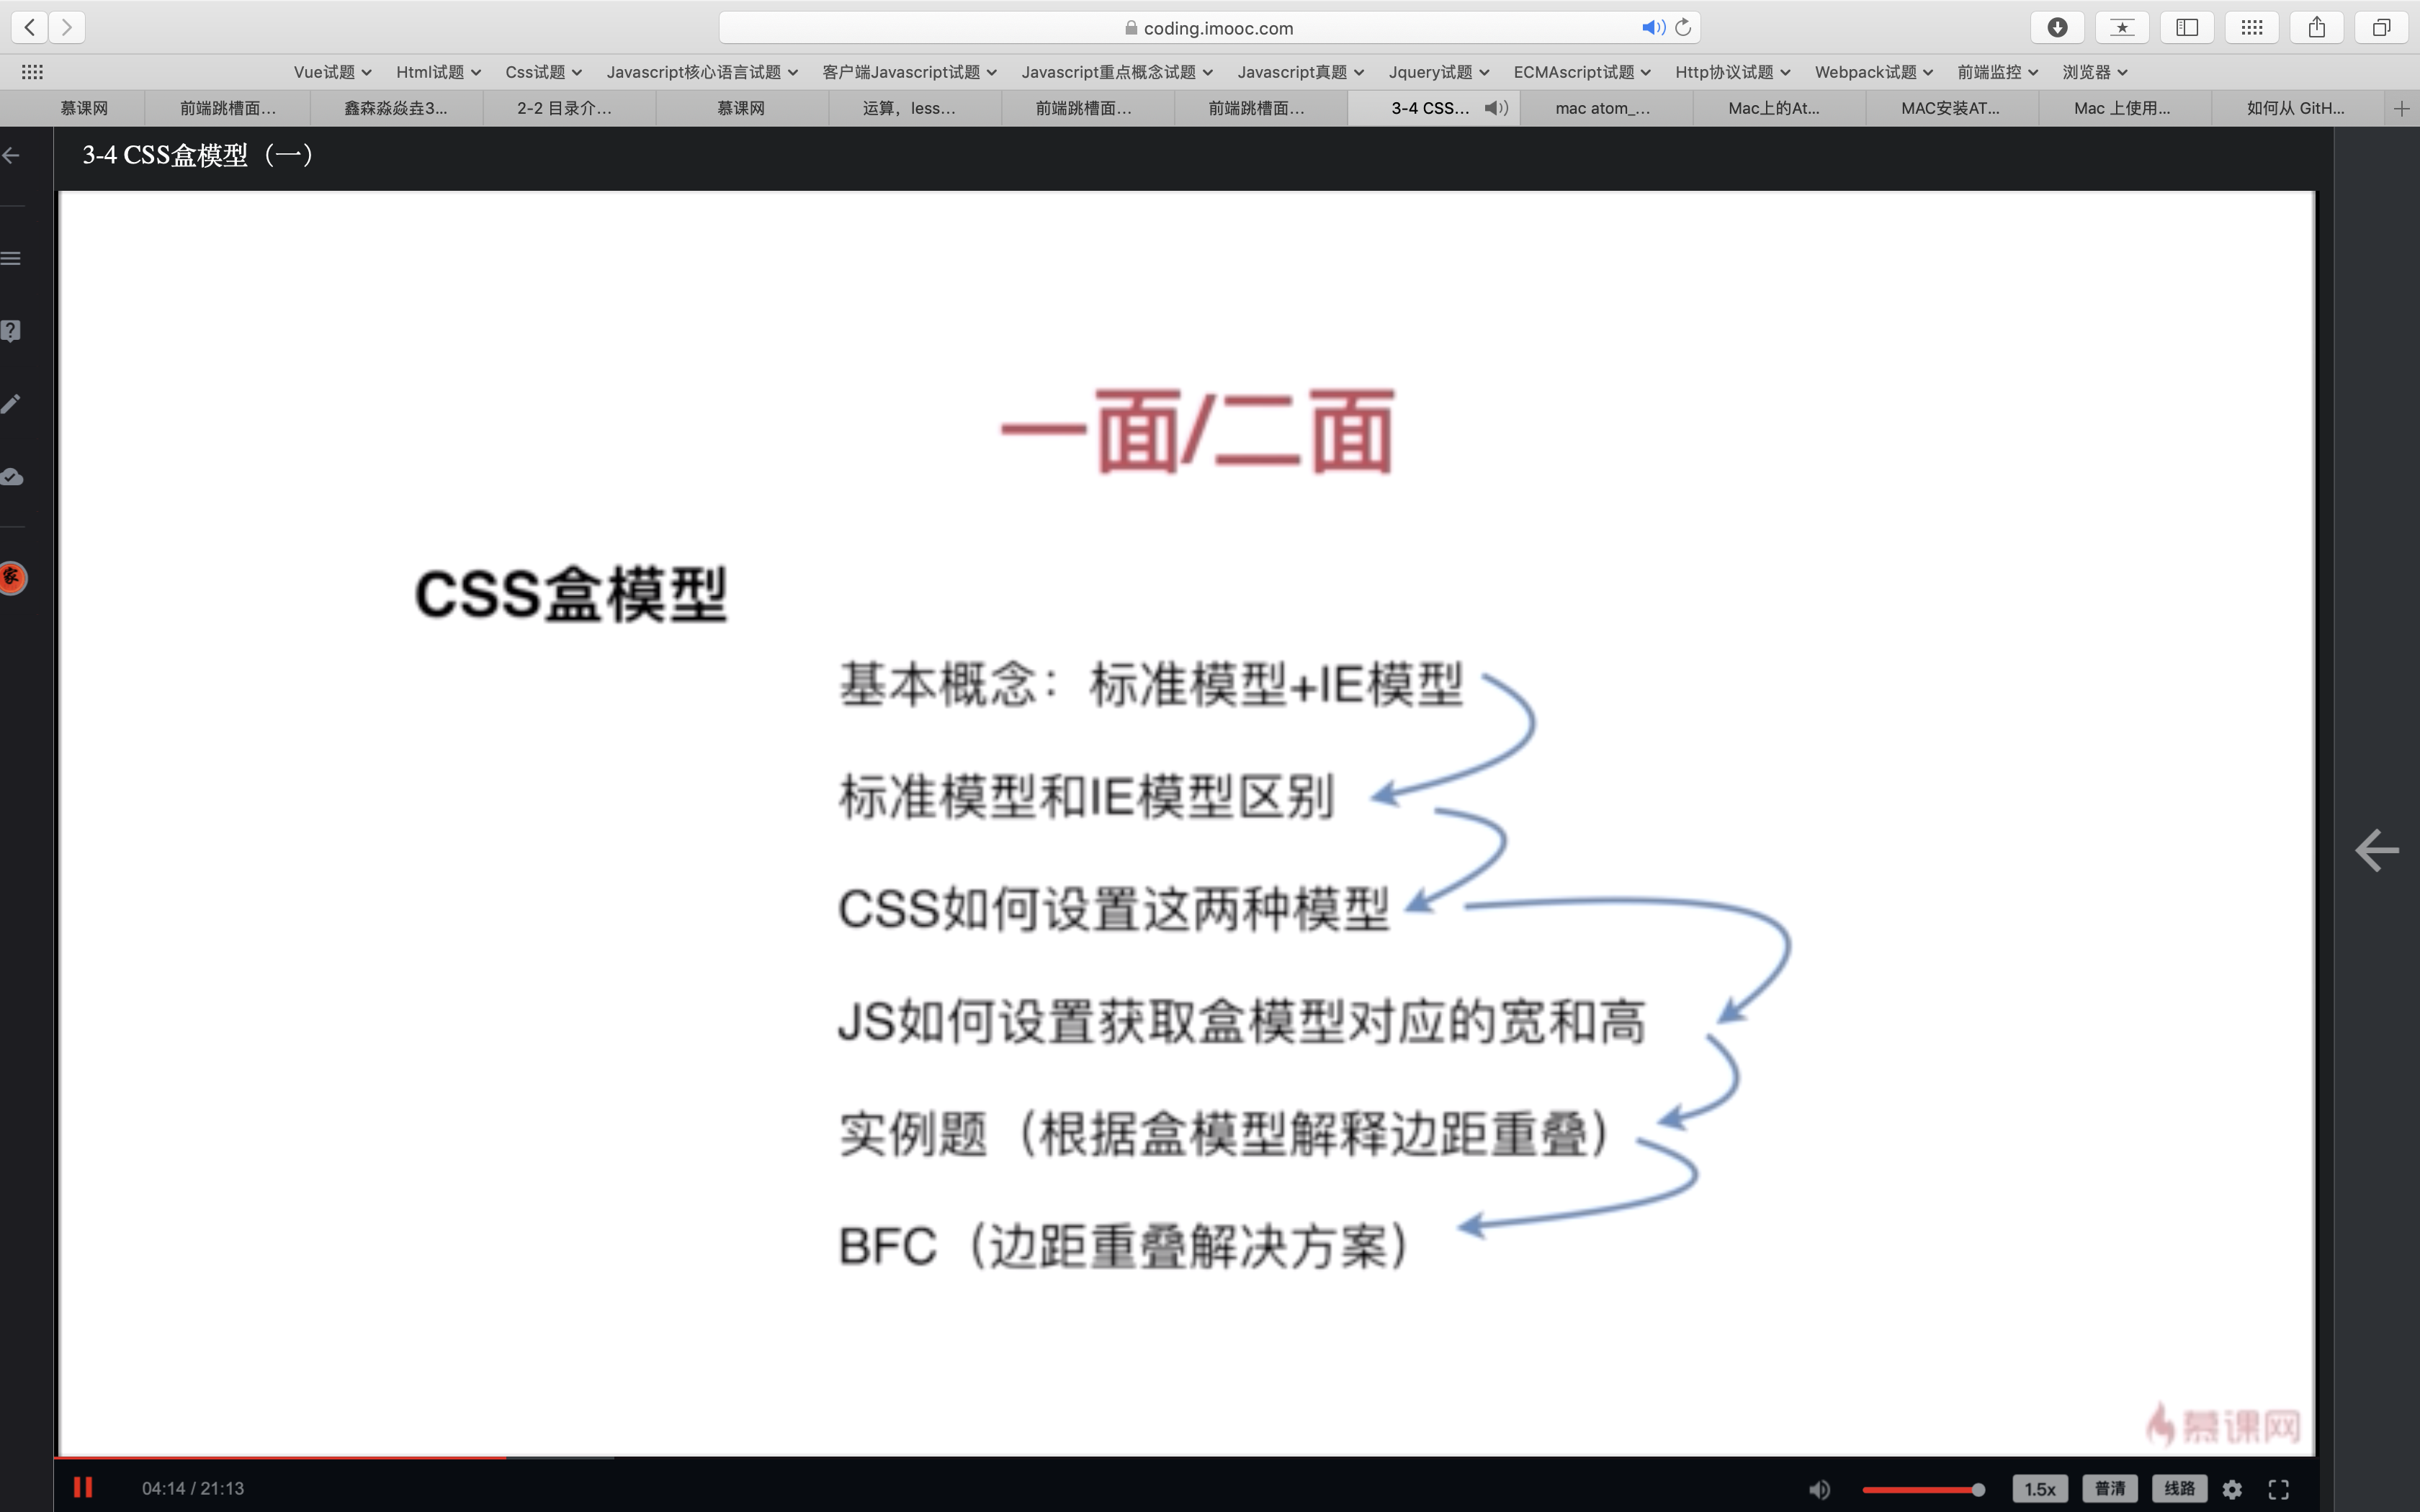 coding.imooc.com
Vue试题 Html试题 Css试题 Javascript核心语言试题 客户端Javascript试题 Javascript重点概念试题 Javascript真题 Jquery试题 ECMAscript试题 Http协议试题 Webpack试题 前端监控 浏览器
慕课网 前端跳槽面... 鑫森淼焱垚3... 2-2 目录介... 慕课网 运算，less... 前端跳槽面... 前端跳槽面... 3-4 CSS... mac atom_... Mac上的At... MAC安装AT... Mac 上使用... 如何从 GitH...
3-4 CSS盒模型（一）
一面/二面
CSS盒模型
基本概念：标准模型+IE模型
标准模型和IE模型区别
CSS如何设置这两种模型
JS如何设置获取盒模型对应的宽和高
实例题（根据盒模型解释边距重叠）
BFC（边距重叠解决方案）
家
慕课网
04:14 / 21:13 1.5x 普清 线路